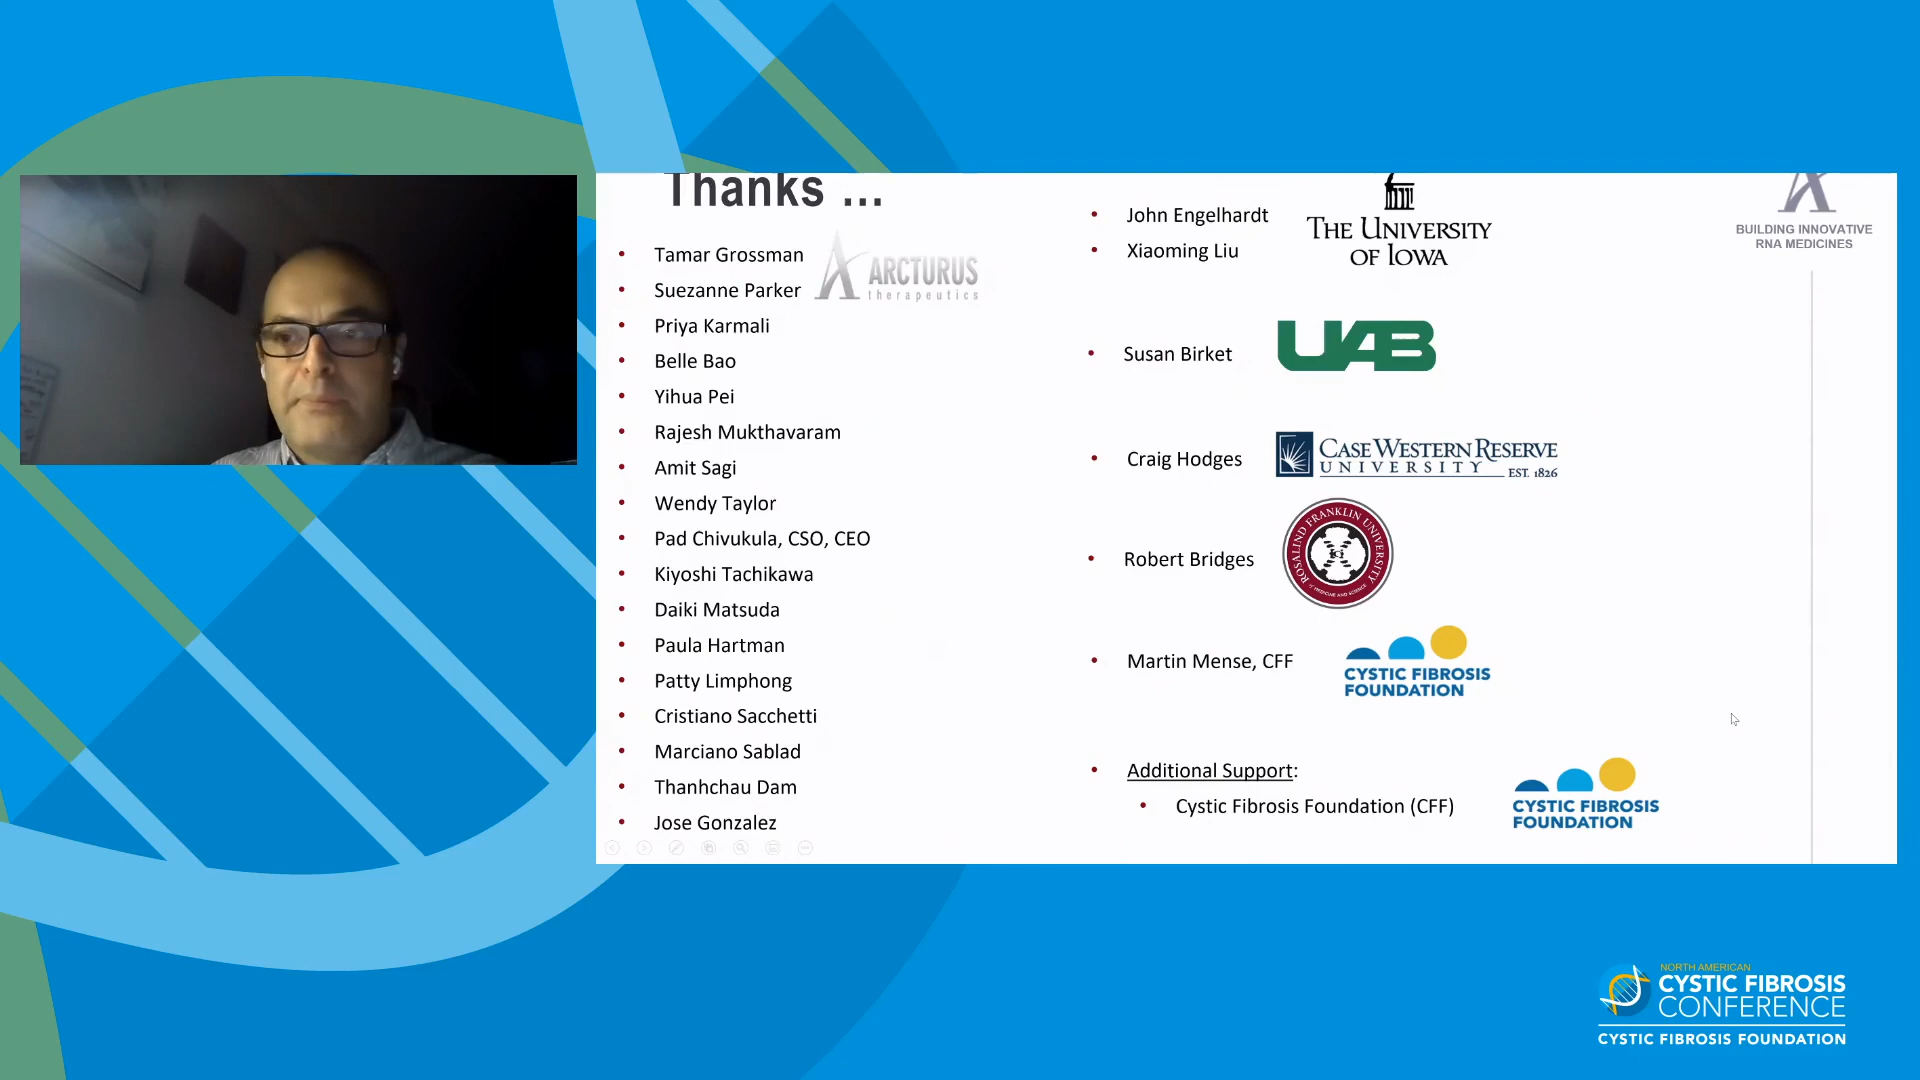 Thanks ...
Tamar Grossman
Suezanne Parker
Priya Karmali
Belle Bao
Yihua Pei
Rajesh Mukthavaram
Amit Sagi
Wendy Taylor
Pad Chivukula, CSO, CEO
Kiyoshi Tachikawa
Daiki Matsuda
Paula Hartman
Patty Limphong
Cristiano Sacchetti
Marciano Sablad
Thanhchau Dam
Jose Gonzalez
ARCTURUS
therapeutics
John Engelhardt
Xiaoming Liu
THE UNIVERSITY
OF IOWA
Susan Birket
UAB
Craig Hodges
CASE WESTERN RESERVE
UNIVERSITY
EST. 1826
Robert Bridges
ROSALIND FRANKLIN UNIVERSITY
OF MEDICINE AND SCIENCE
Martin Mense, CFF
CYSTIC FIBROSIS
FOUNDATION
Additional Support:
Cystic Fibrosis Foundation (CFF)
CYSTIC FIBROSIS
FOUNDATION
BUILDING INNOVATIVE
RNA MEDICINES
NORTH AMERICAN
CYSTIC FIBROSIS
CONFERENCE
CYSTIC FIBROSIS FOUNDATION